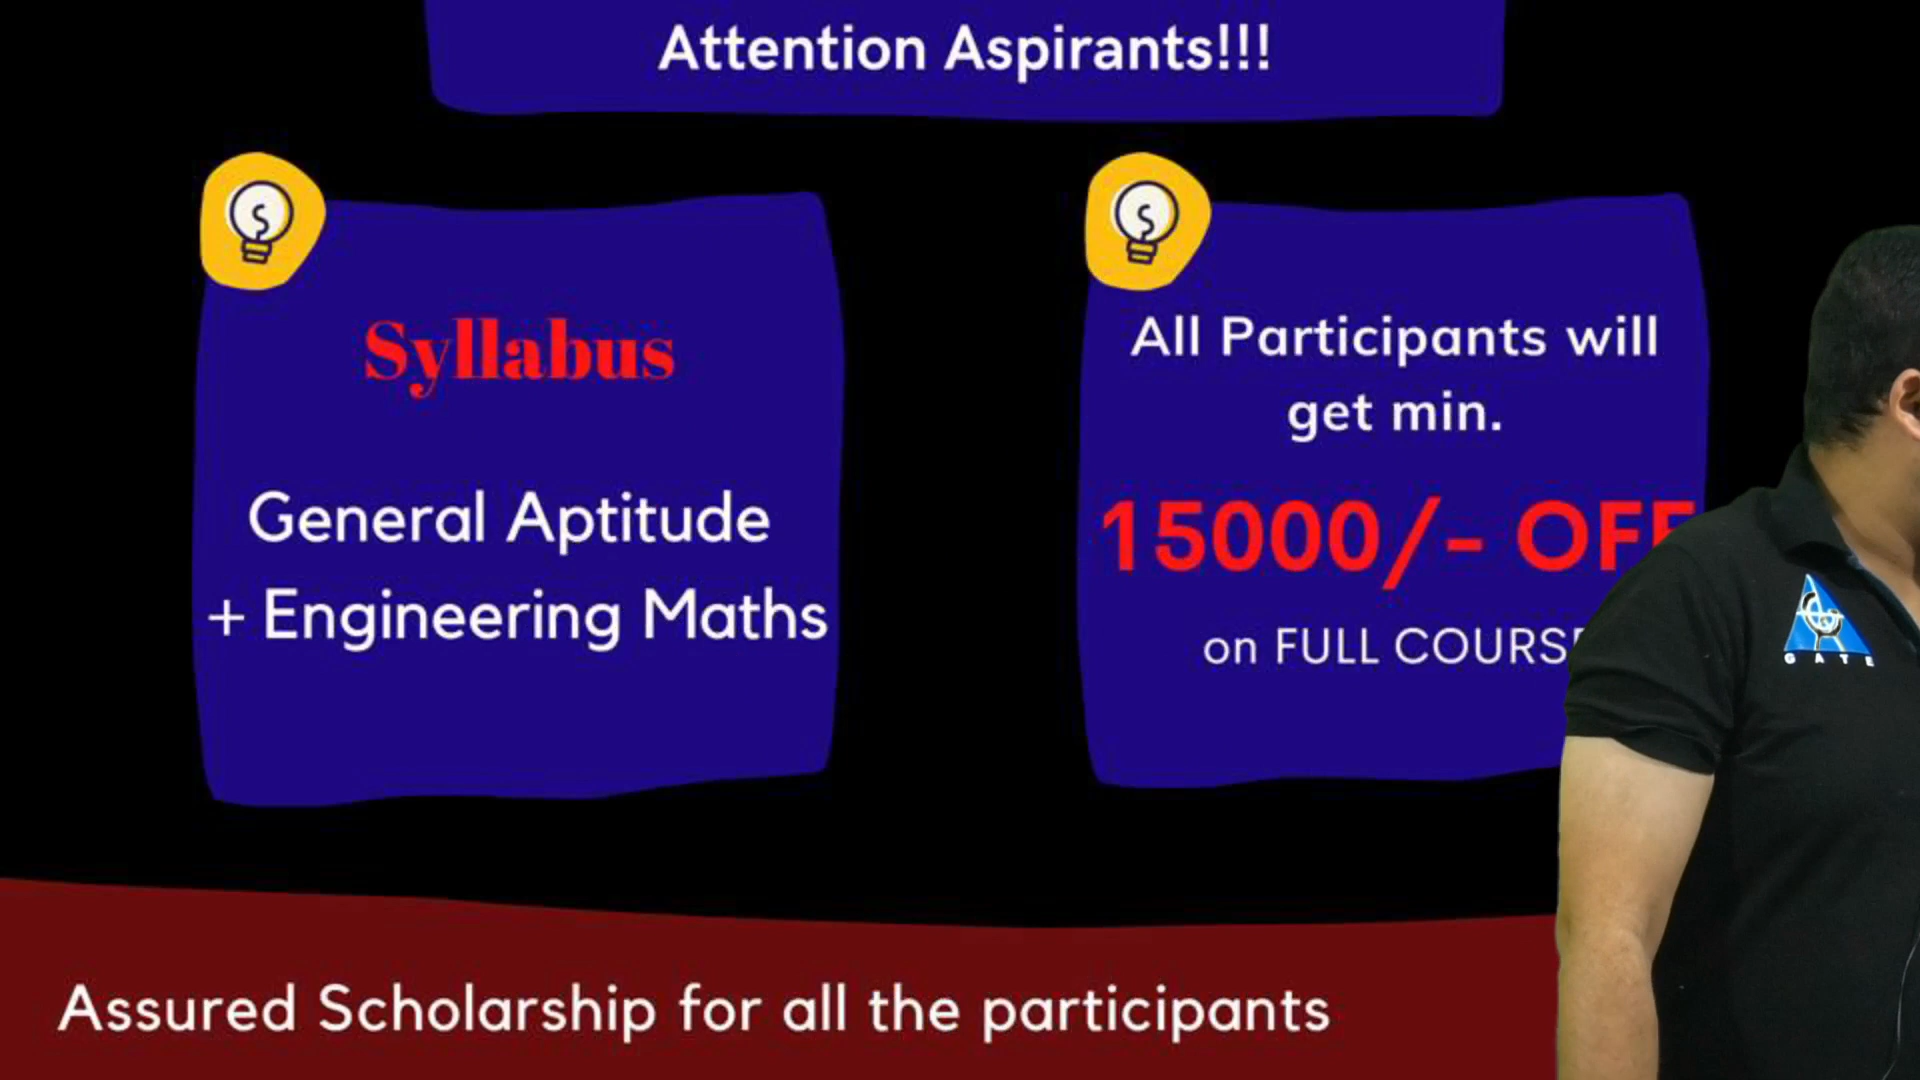 Attention Aspirants!!!
Syllabus
General Aptitude
+ Engineering Maths
All Participants will
get min.
15000/- OFF
on FULL COURSE
Assured Scholarship for all the participants
GATE